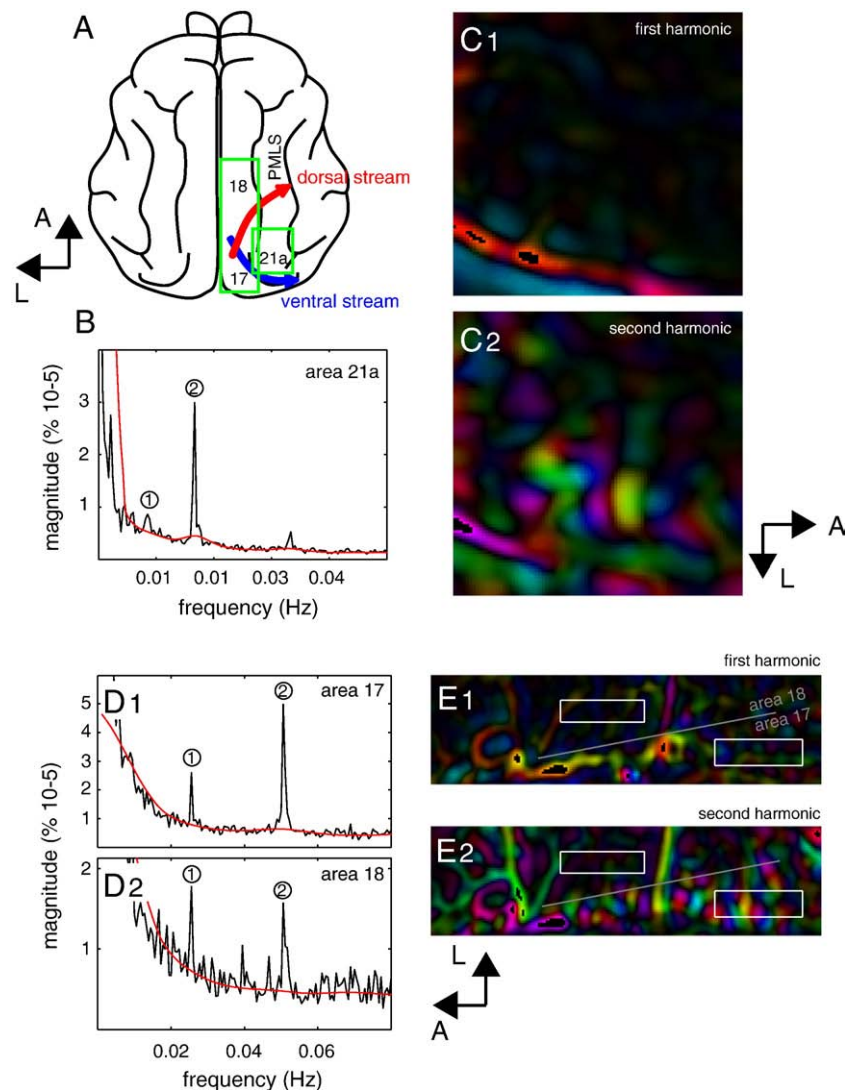 A
18
PMLS
dorsal stream
21a
17
ventral stream
A
L
B
area 21a
magnitude (% 10-5)
3
2
1
①
②
0.01
0.01
0.03
0.04
frequency (Hz)
C1
first harmonic
C2
second harmonic
A
L
D1
area 17
6
5
4
3
2
1
①
②
D2
area 18
2
1
①
②
magnitude (% 10-5)
0.02
0.04
0.06
frequency (Hz)
first harmonic
E1
area 18
area 17
second harmonic
E2
L
A